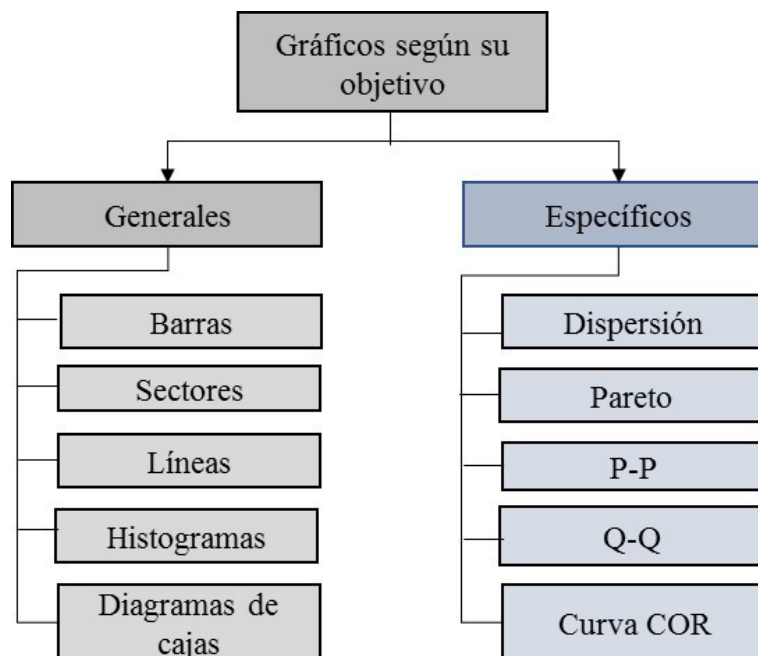 Gráficos según su
objetivo
Generales
Específicos
Barras
Sectores
Líneas
Histogramas
Diagramas de
cajas
Dispersión
Pareto
P-P
Q-Q
Curva COR